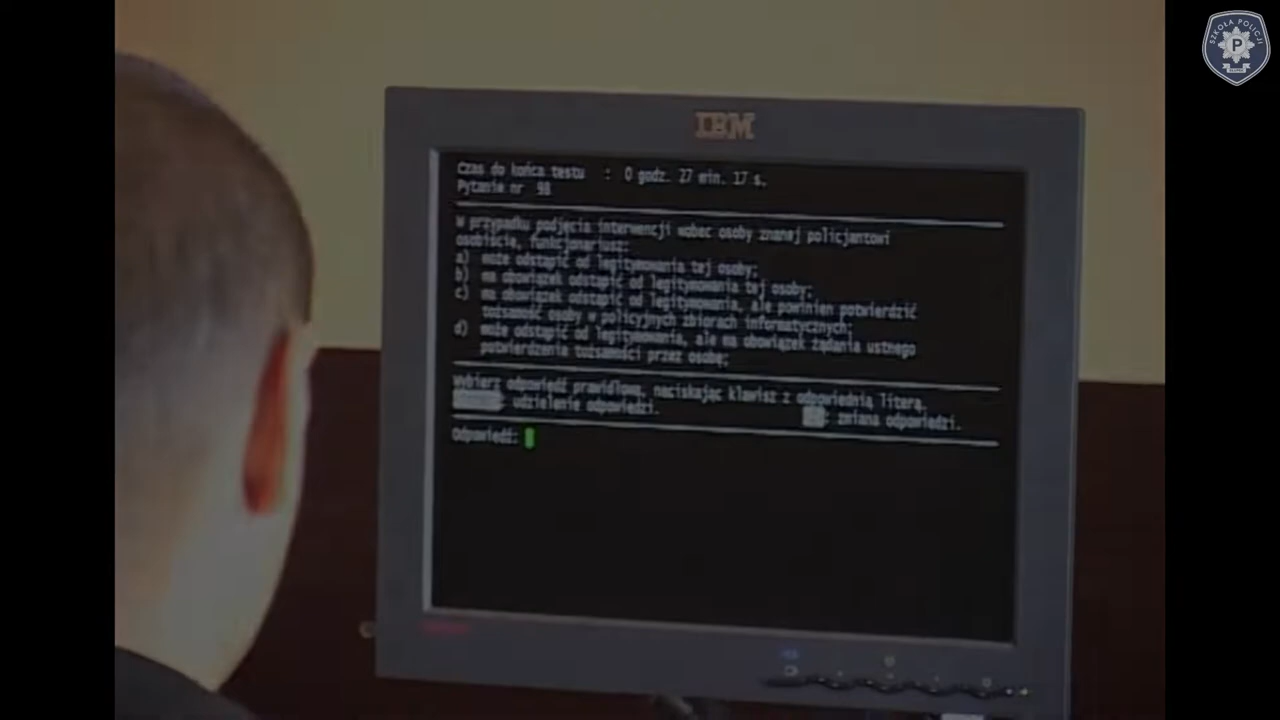 SZKOŁA POLICJI
P
IBM
Czas do końca testu : 0 godz. 27 min. 17 s.
Pytanie nr 98
W przypadku podjęcia interwencji wobec osoby znanej policjantowi
osobiście, funkcjonariusz:
a) może odstąpić od legitymowania tej osoby;
b) ma obowiązek odstąpić od legitymowania tej osoby;
c) ma obowiązek odstąpić od legitymowania, ale powinien potwierdzić
tożsamość osoby w policyjnych zbiorach informatycznych;
d) może odstąpić od legitymowania, ale ma obowiązek żądania ustnego
potwierdzenia tożsamości przez osobę;
Wybierz odpowiedź prawidłową, naciskając klawisz z odpowiednią literą.
: udzielenie odpowiedzi.
: zmiana odpowiedzi.
Odpowiedź: